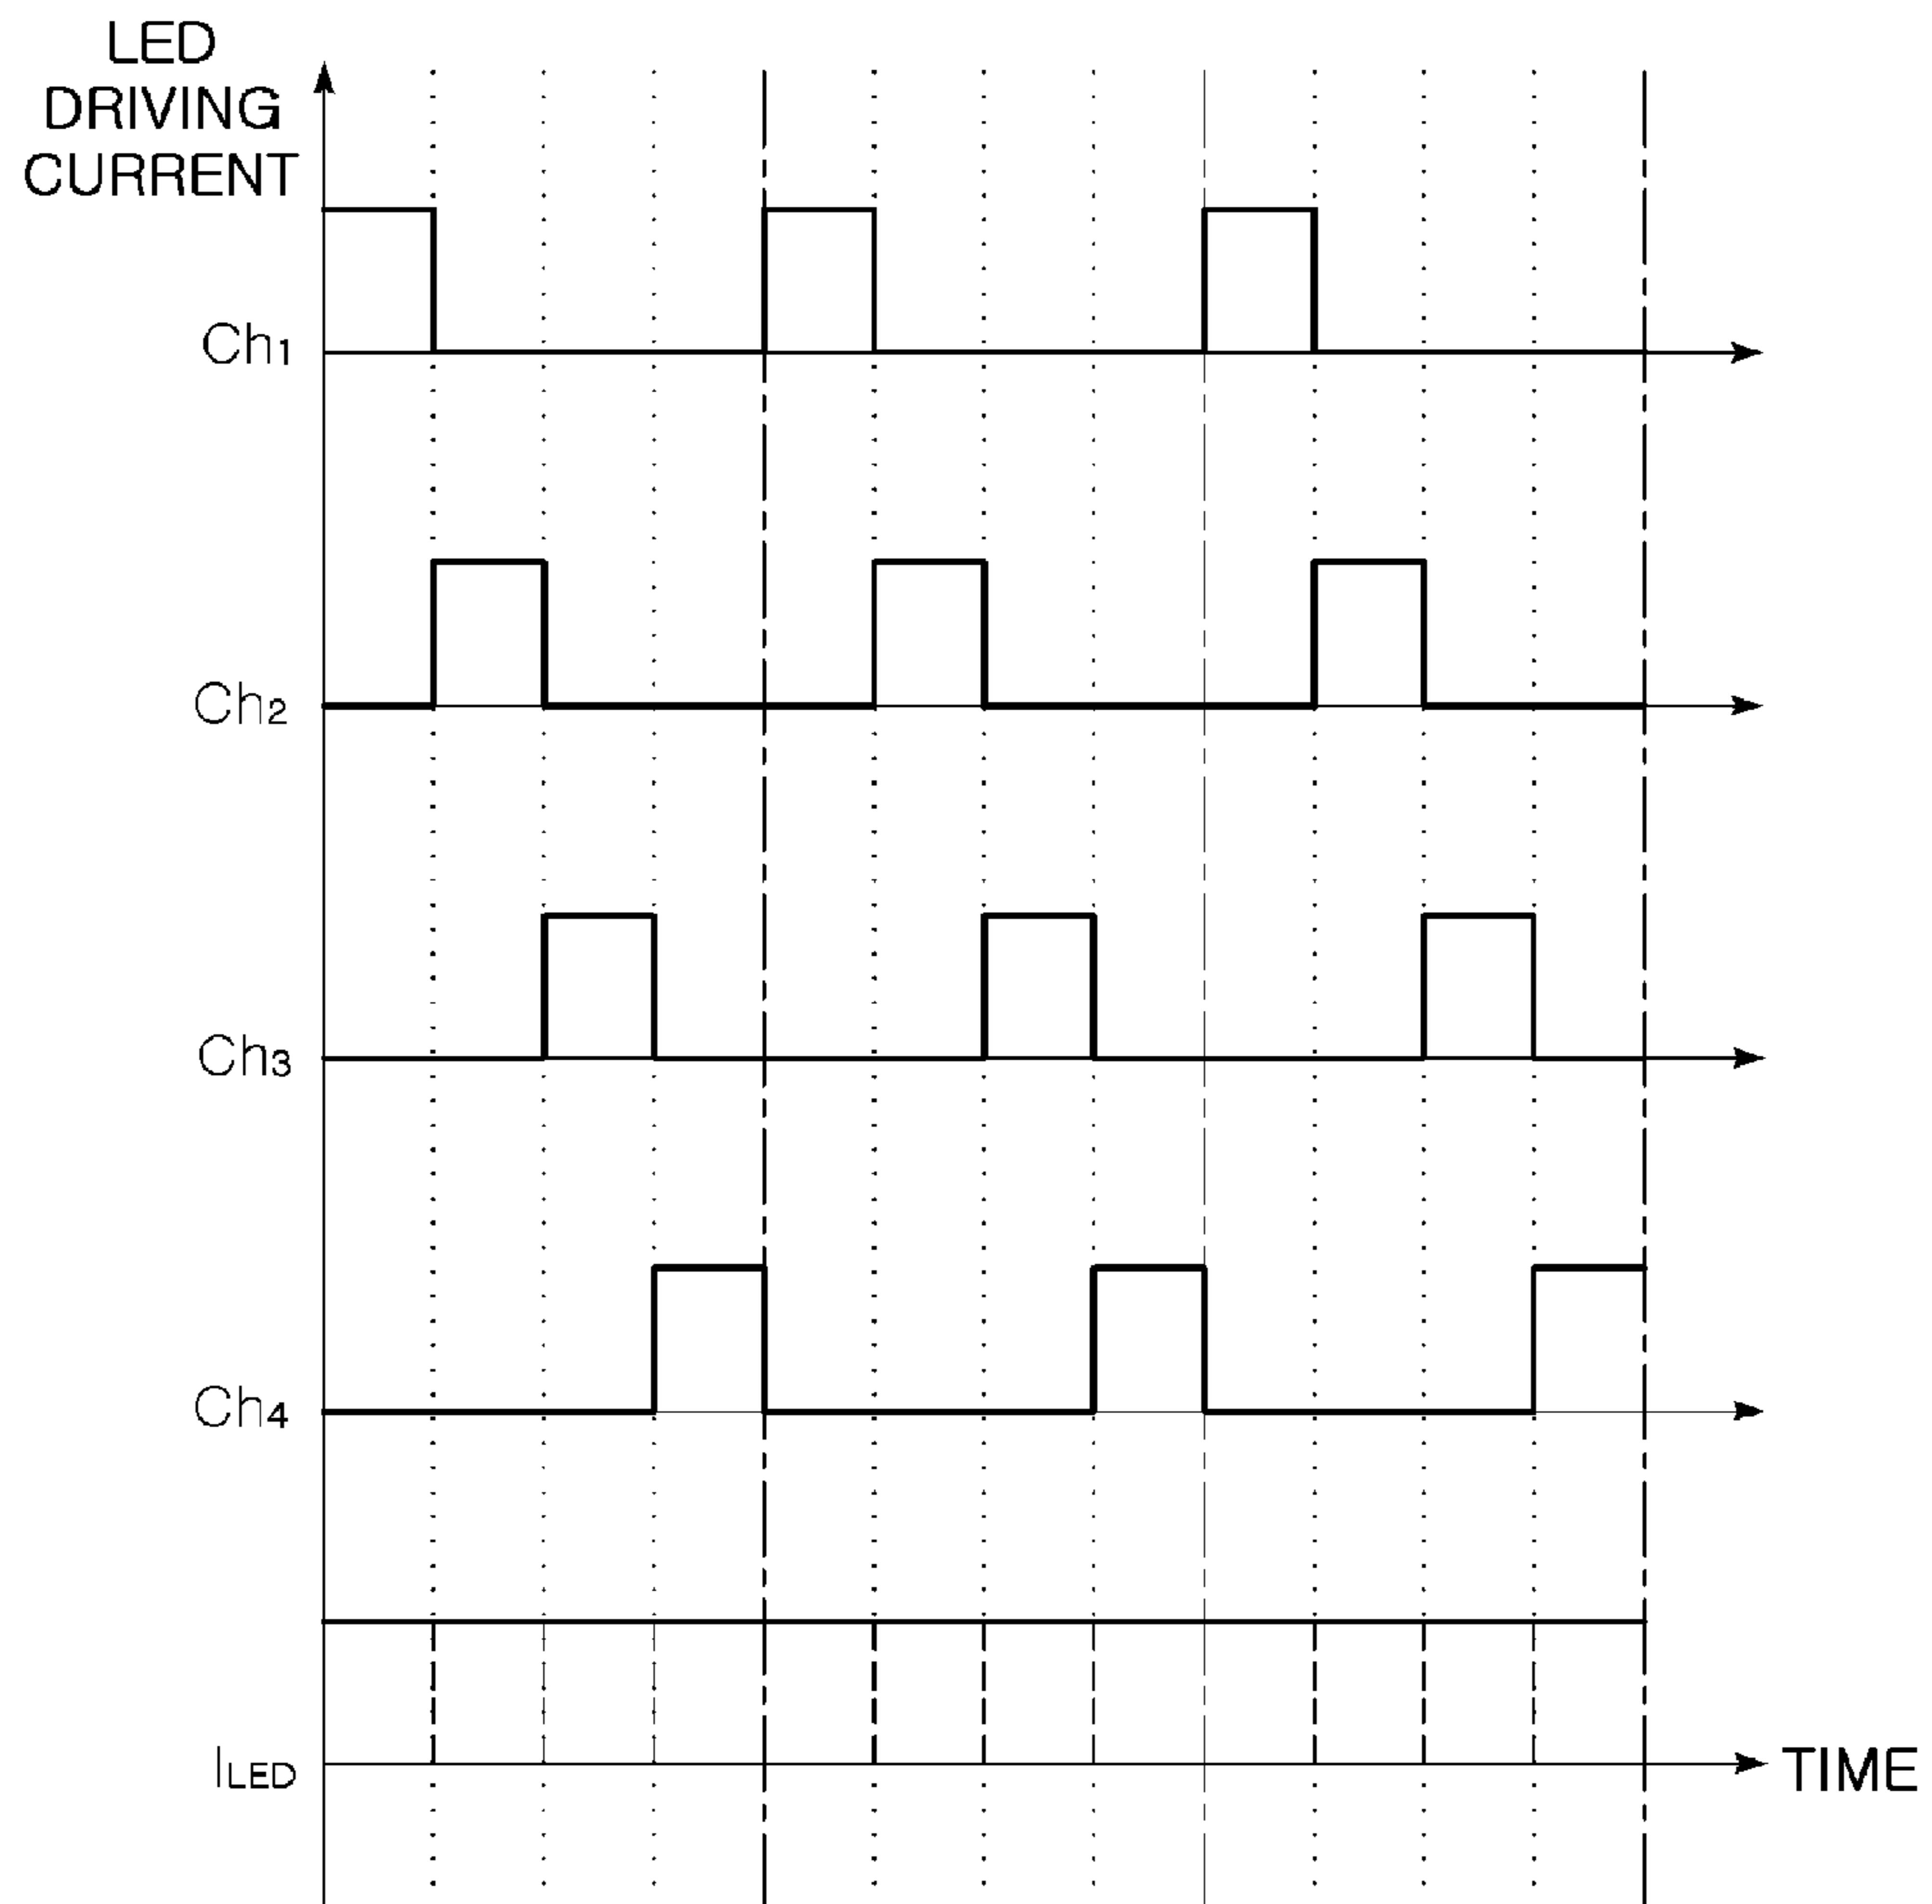 LED
DRIVING
CURRENT
Ch1
Ch2
Ch3
Ch4
ILED
TIME